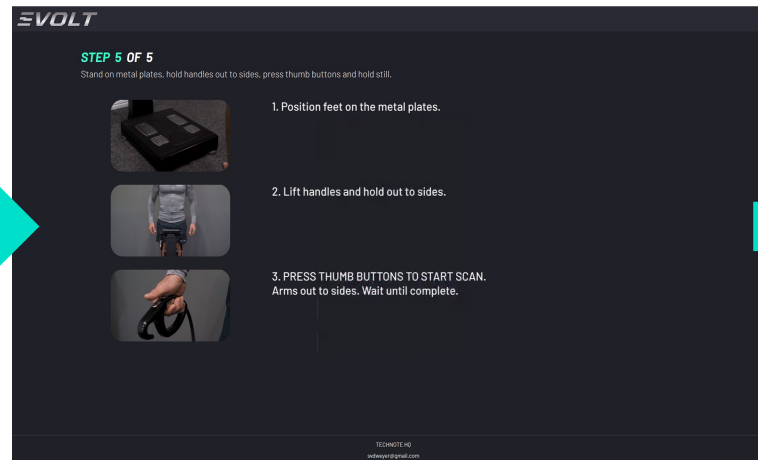 EVOLT
STEP 5 OF 5
Stand on metal plates, hold handles out to sides, press thumb buttons and hold still.
1. Position feet on the metal plates.
2. Lift handles and hold out to sides.
3. PRESS THUMB BUTTONS TO START SCAN.
Arms out to sides. Wait until complete.
TECHNOTE HQ
svdweyer@gmail.com